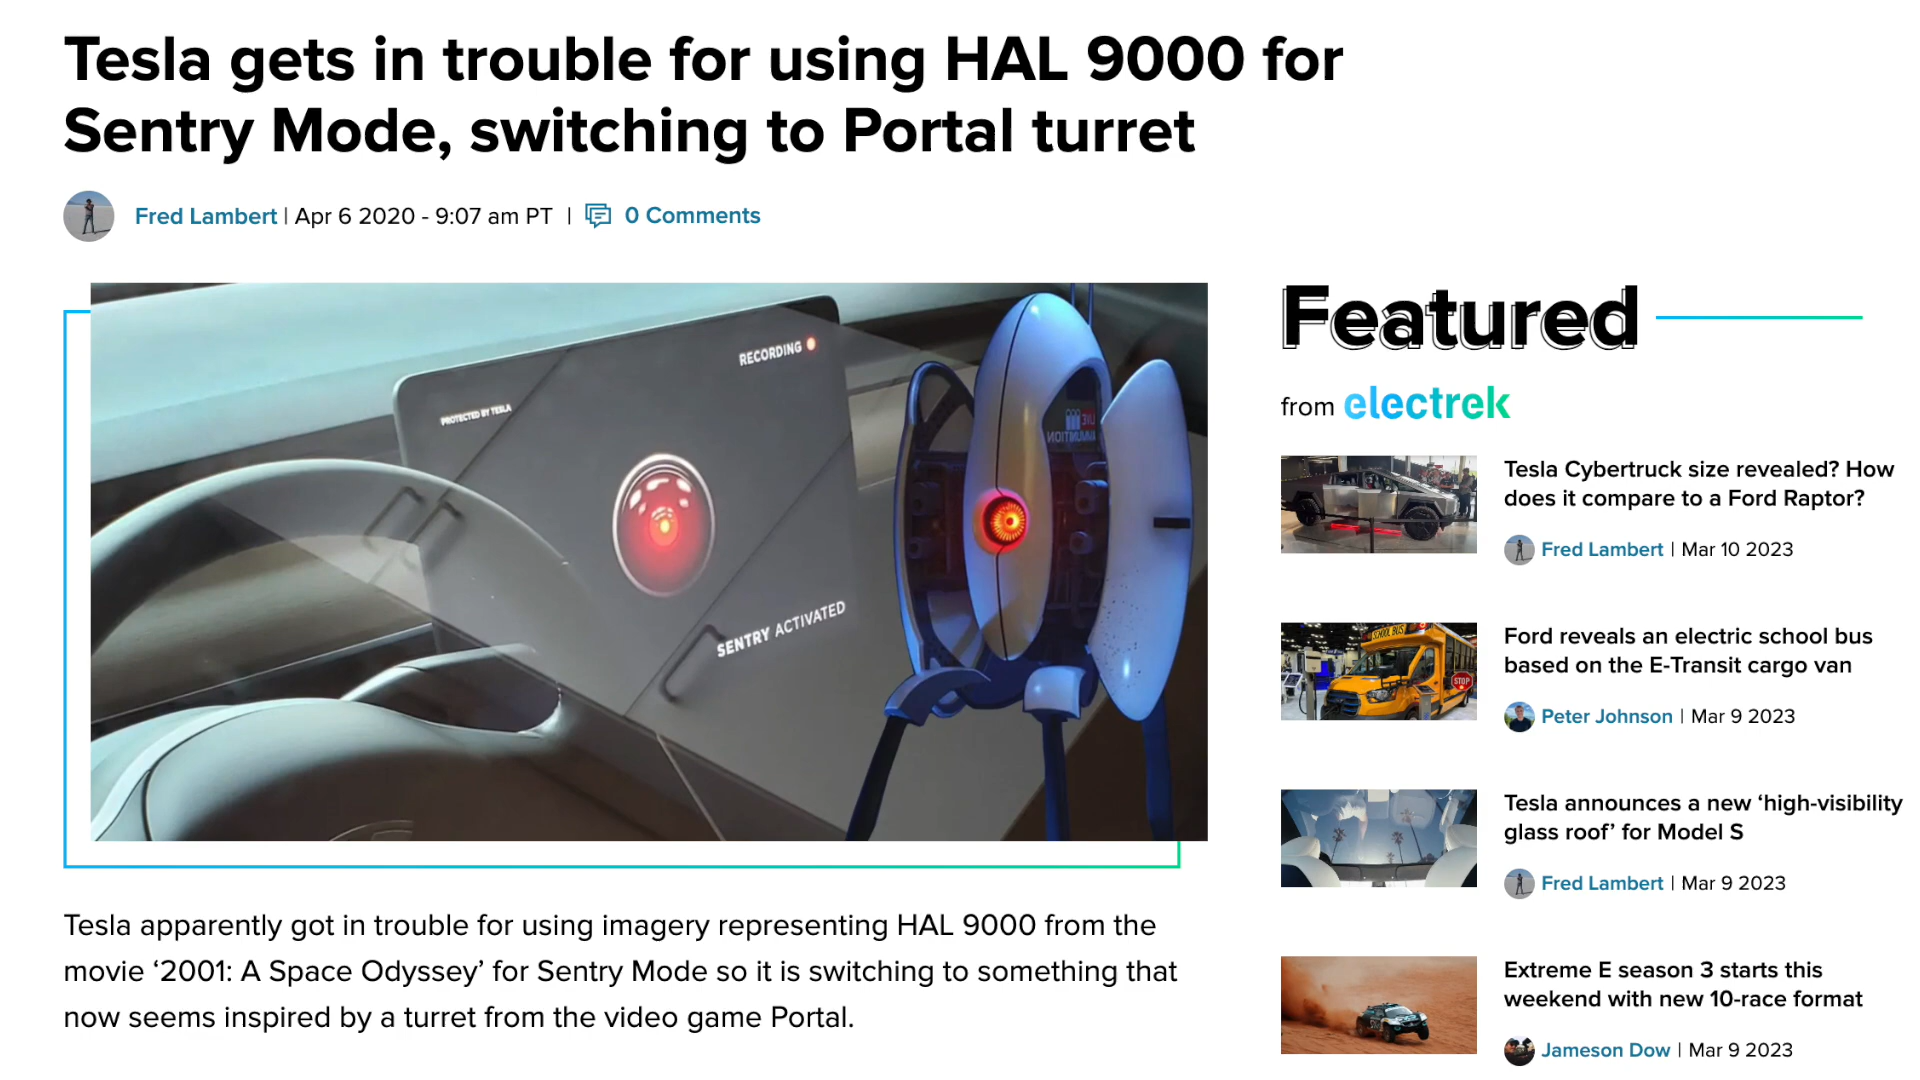 Tesla gets in trouble for using HAL 9000 for
Sentry Mode, switching to Portal turret
Fred Lambert | Apr 6 2020 - 9:07 am PT | 0 Comments
RECORDING
PROTECTED BY TESLA
SENTRY ACTIVATED
LIVE
AMMUNITION
Tesla apparently got in trouble for using imagery representing HAL 9000 from the
movie ‘2001: A Space Odyssey’ for Sentry Mode so it is switching to something that
now seems inspired by a turret from the video game Portal.
Featured
from electrek
Tesla Cybertruck size revealed? How
does it compare to a Ford Raptor?
Fred Lambert | Mar 10 2023
SCHOOL BUS
STOP
Ford reveals an electric school bus
based on the E-Transit cargo van
Peter Johnson | Mar 9 2023
Tesla announces a new ‘high-visibility
glass roof’ for Model S
Fred Lambert | Mar 9 2023
Extreme E season 3 starts this
weekend with new 10-race format
Jameson Dow | Mar 9 2023